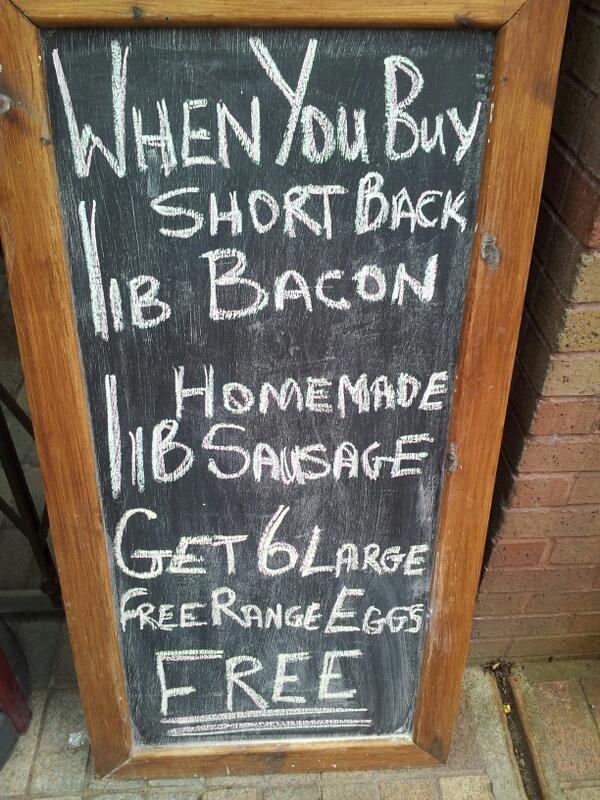 WHEN YOU BUY
SHORT BACK
1lB BACON
HOMEMADE
1lB SAUSAGE
GET 6 LARGE
FREE RANGE EGGS
FREE